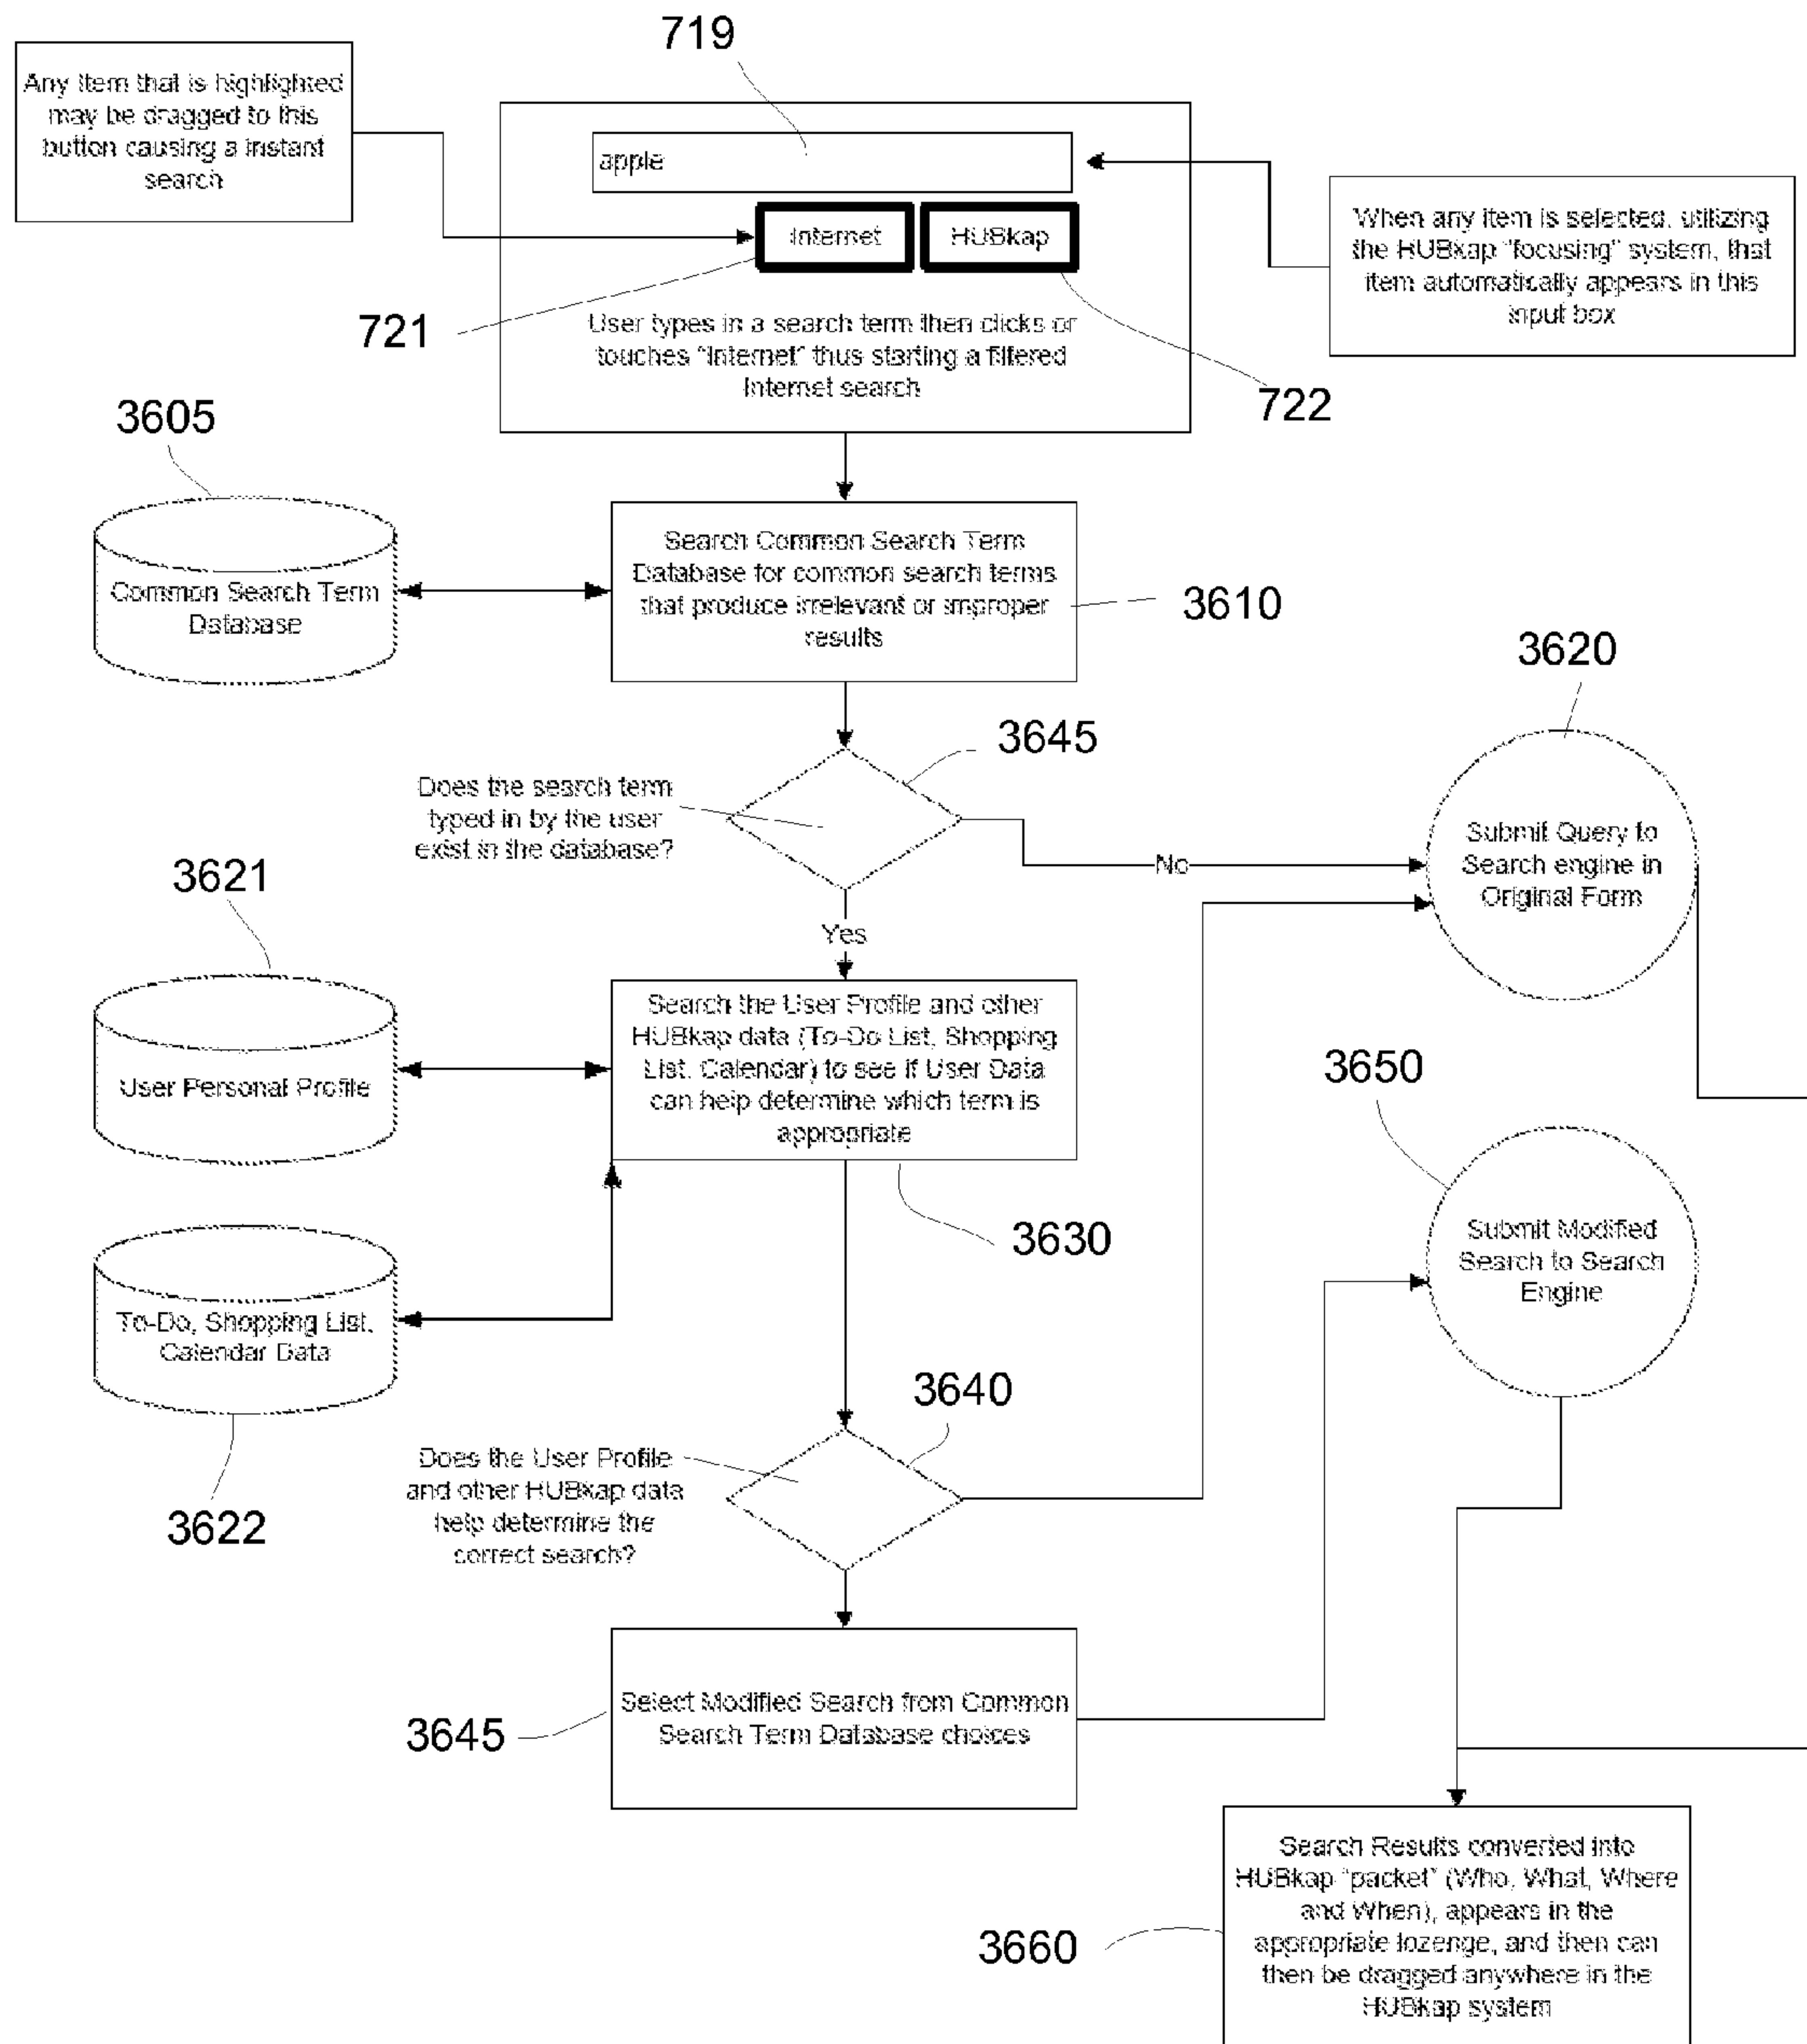 719
Any item that is highlighted
may be dragged to this
button causing a instant
search
apple
Internet
HUBkap
When any item is selected, utilizing
the HUBkap "focusing" system, that
item automatically appears in this
input box
721
User types in a search term then clicks or
touches "Internet" thus starting a filtered
Internet search
722
3605
Common Search Term
Database
Search Common Search Term
Database for common search terms
that produce irrelevant or improper
results
3610
3620
3645
Does the search term
typed in by the user
exist in the database?
No
Submit Query to
Search engine in
Original Form
3621
Yes
User Personal Profile
Search the User Profile and other
HUBkap data (To-Do List, Shopping
List, Calendar) to see if User Data
can help determine which term is
appropriate
3650
3630
Submit Modified
Search to Search
Engine
To-Do, Shopping List,
Calendar Data
3622
3640
Does the User Profile
and other HUBkap data
help determine the
correct search?
3645
Select Modified Search from Common
Search Term Database choices
3660
Search Results converted into
HUBkap "packet" (Who, What, Where
and When), appears in the
appropriate lozenge, and then can
then be dragged anywhere in the
HUBkap system